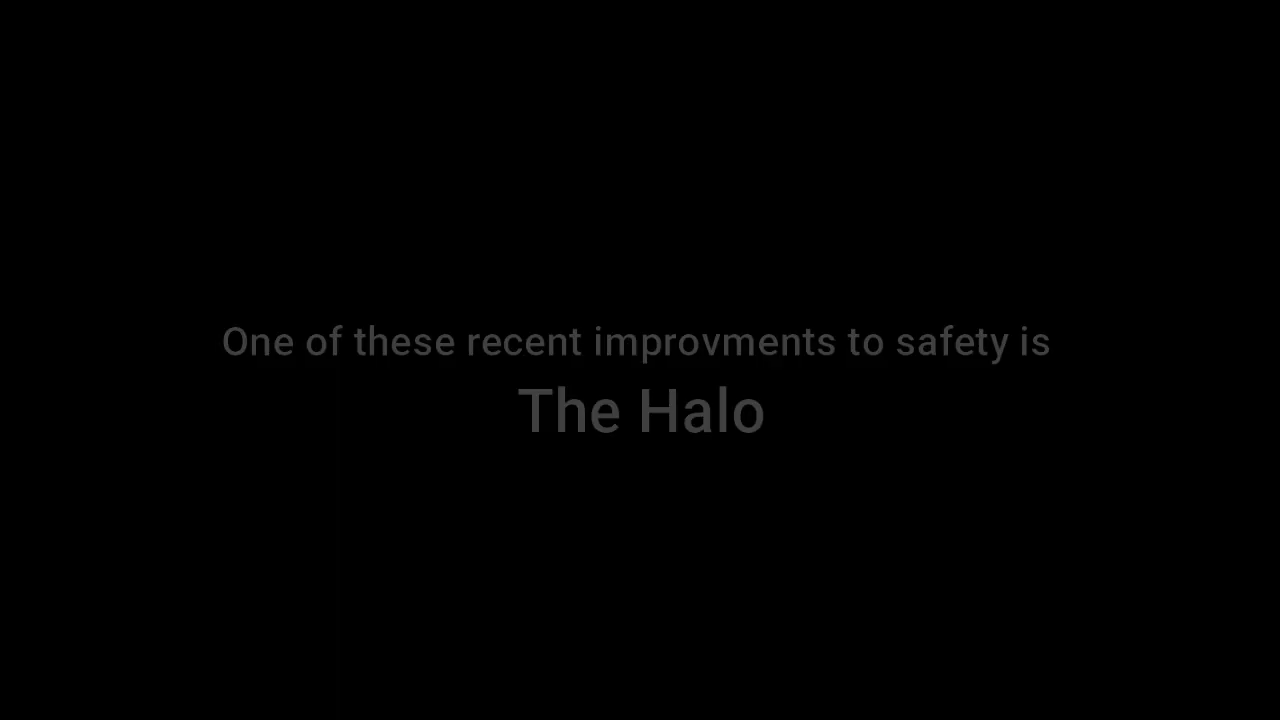 One of these recent improvments to safety is
The Halo